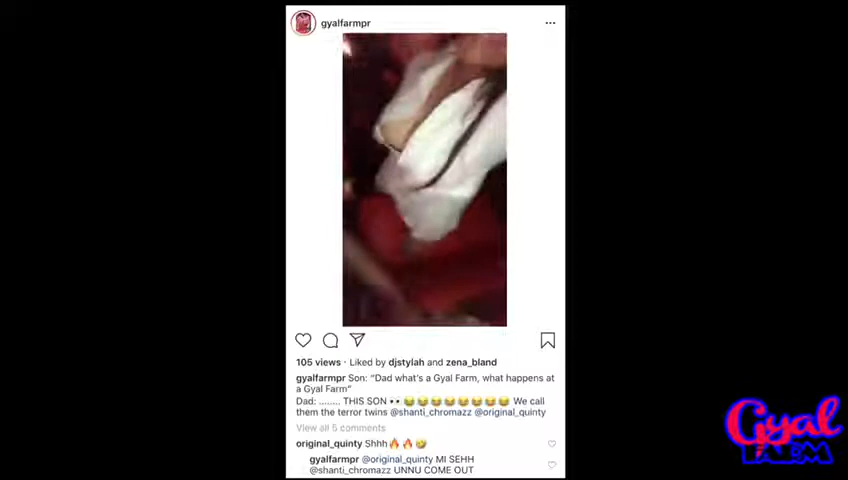 gyalfarmpr
105 views · Liked by djstylah and zena_bland
gyalfarmpr Son: “Dad what's a Gyal Farm, what happens at
a Gyal Farm”
Dad: ........ THIS SON 👀😂😂😂😂😂😂😂😂 We call
them the terror twins @shanti_chromazz @original_quinty
View all 5 comments
original_quinty Shhh🔥🔥🤣
gyalfarmpr @original_quinty MI SEHH
@shanti_chromazz UNNU COME OUT
Gyal
FARM